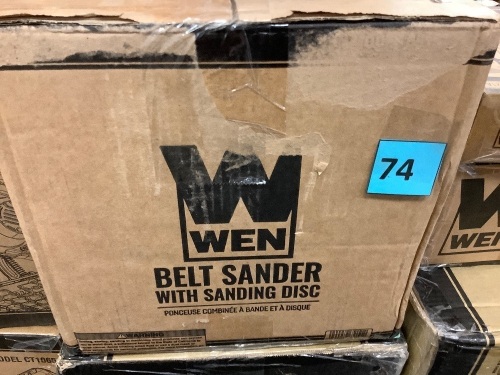 74
WEN
WEN
BELT SANDER
WITH SANDING DISC
PONCEUSE COMBINÉE À BANDE ET À DISQUE
WARNING